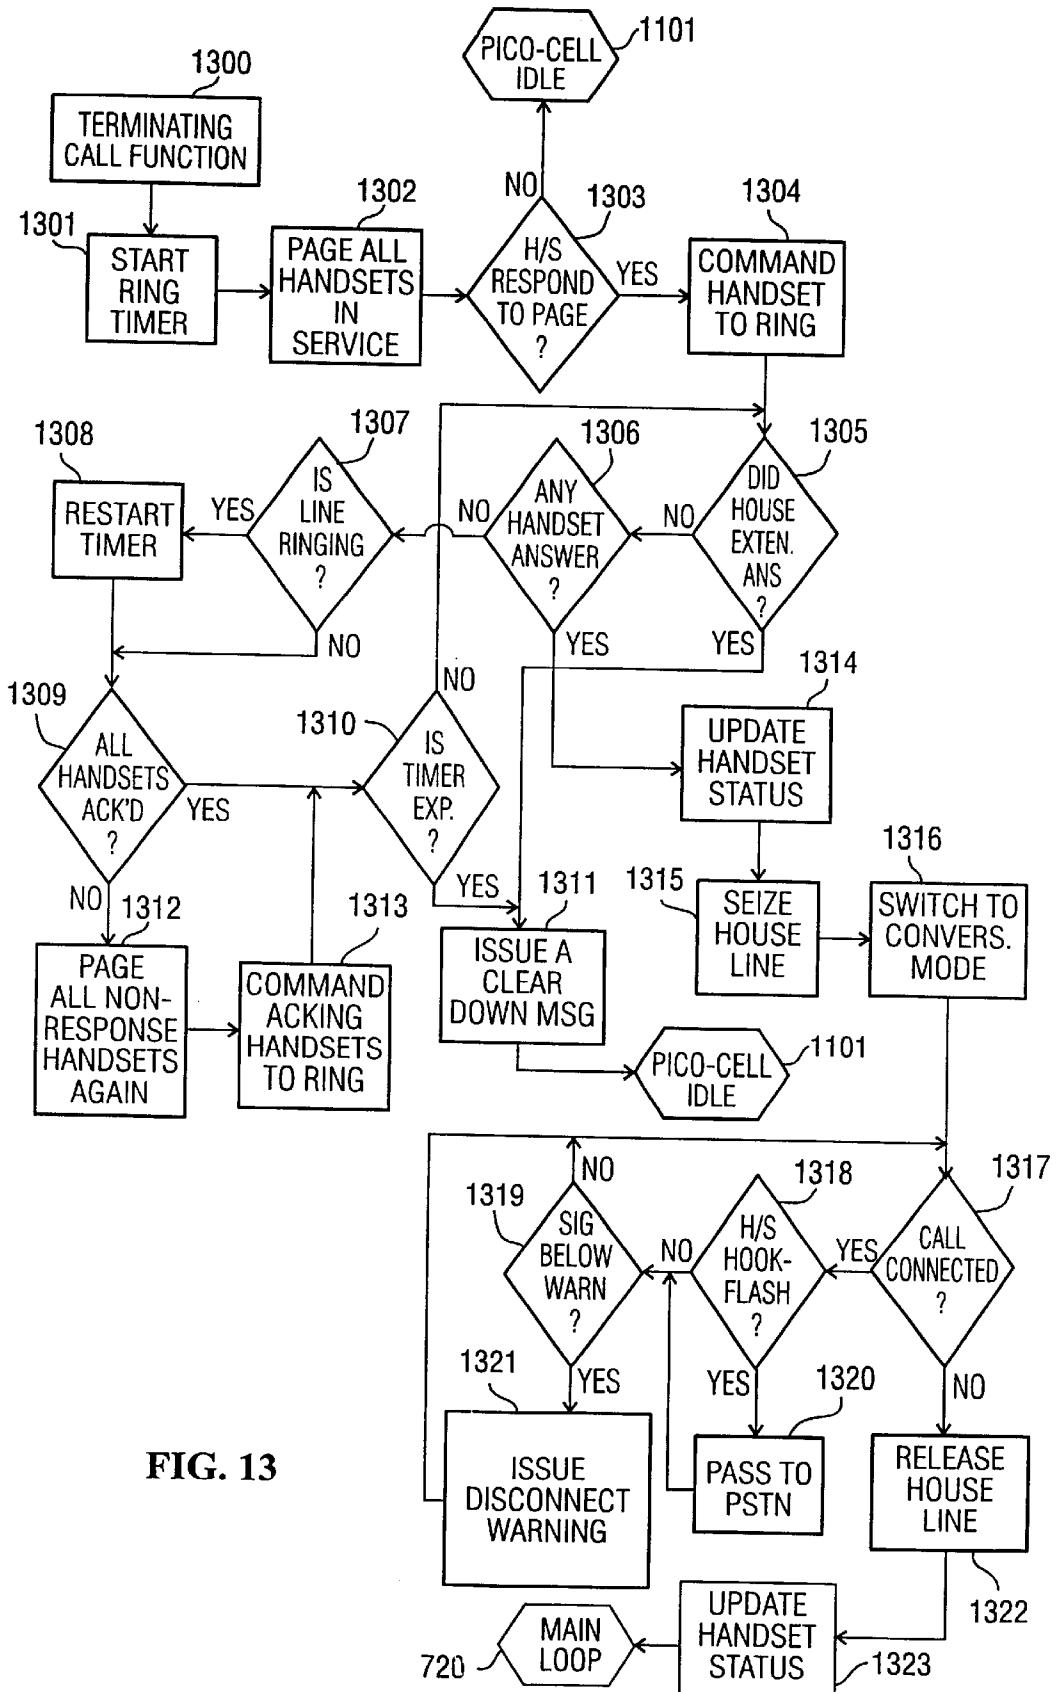 1101
PICO-CELL
IDLE
1300
TERMINATING
CALL FUNCTION
NO
1301
START
RING
TIMER
1302
PAGE ALL
HANDSETS
IN
SERVICE
1303
H/S
RESPOND
TO PAGE
?
YES
1304
COMMAND
HANDSET
TO RING
1308
RESTART
TIMER
YES
1307
IS
LINE
RINGING
?
NO
NO
1306
ANY
HANDSET
ANSWER
?
YES
NO
1305
DID
HOUSE
EXTEN.
ANS
?
YES
1309
ALL
HANDSETS
ACK'D
?
YES
NO
1310
IS
TIMER
EXP.
?
NO
YES
1314
UPDATE
HANDSET
STATUS
1312
PAGE
ALL NON-
RESPONSE
HANDSETS
AGAIN
1313
COMMAND
ACKING
HANDSETS
TO RING
1311
ISSUE A
CLEAR
DOWN MSG
1315
SEIZE
HOUSE
LINE
1316
SWITCH TO
CONVERS.
MODE
1101
PICO-CELL
IDLE
1319
SIG
BELOW
WARN
?
NO
YES
1318
H/S
HOOK-
FLASH
?
NO
YES
1317
CALL
CONNECTED
?
YES
NO
1321
ISSUE
DISCONNECT
WARNING
1320
PASS TO
PSTN
RELEASE
HOUSE
LINE
1322
FIG. 13
720
MAIN
LOOP
UPDATE
HANDSET
STATUS
1323